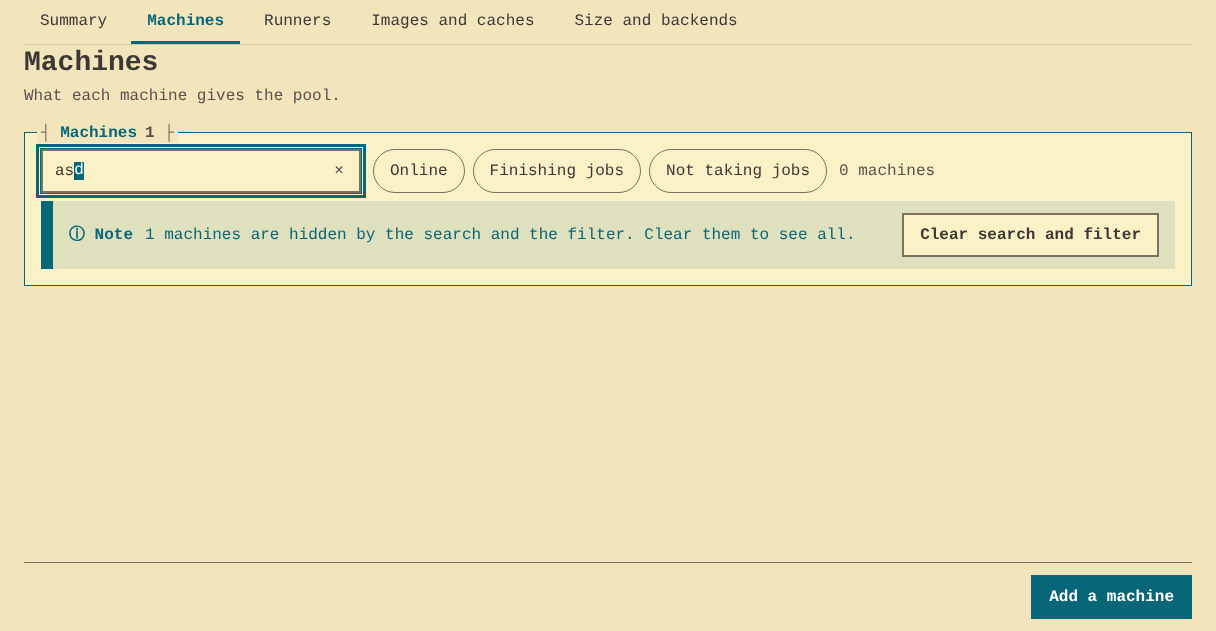 Summary Machines Runners Images and caches Size and backends
Machines
What each machine gives the pool.
Machines 1
asd × Online Finishing jobs Not taking jobs 0 machines
ⓘ Note 1 machines are hidden by the search and the filter. Clear them to see all. Clear search and filter
Add a machine